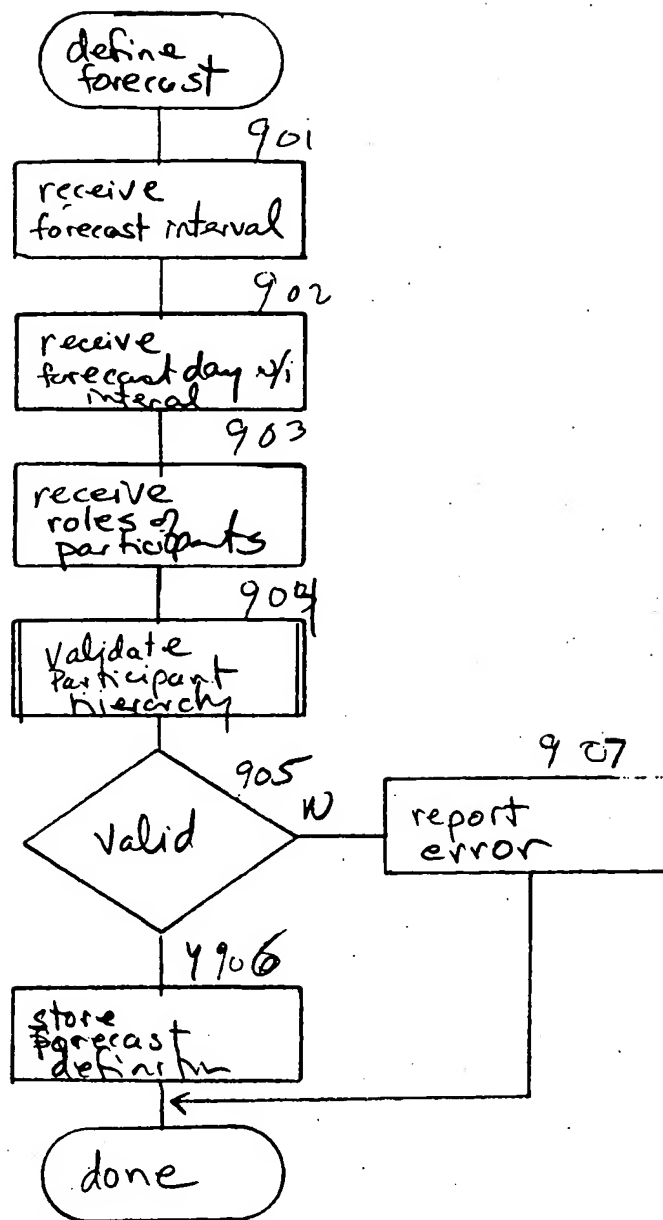 define
forecast
901
receive
forecast interval
902
receive
forecast day w/i
interval
903
receive
roles of
participants
904
validate
participant
hierarchy
905
valid
N
907
report
error
Y 906
store
forecast
definition
done